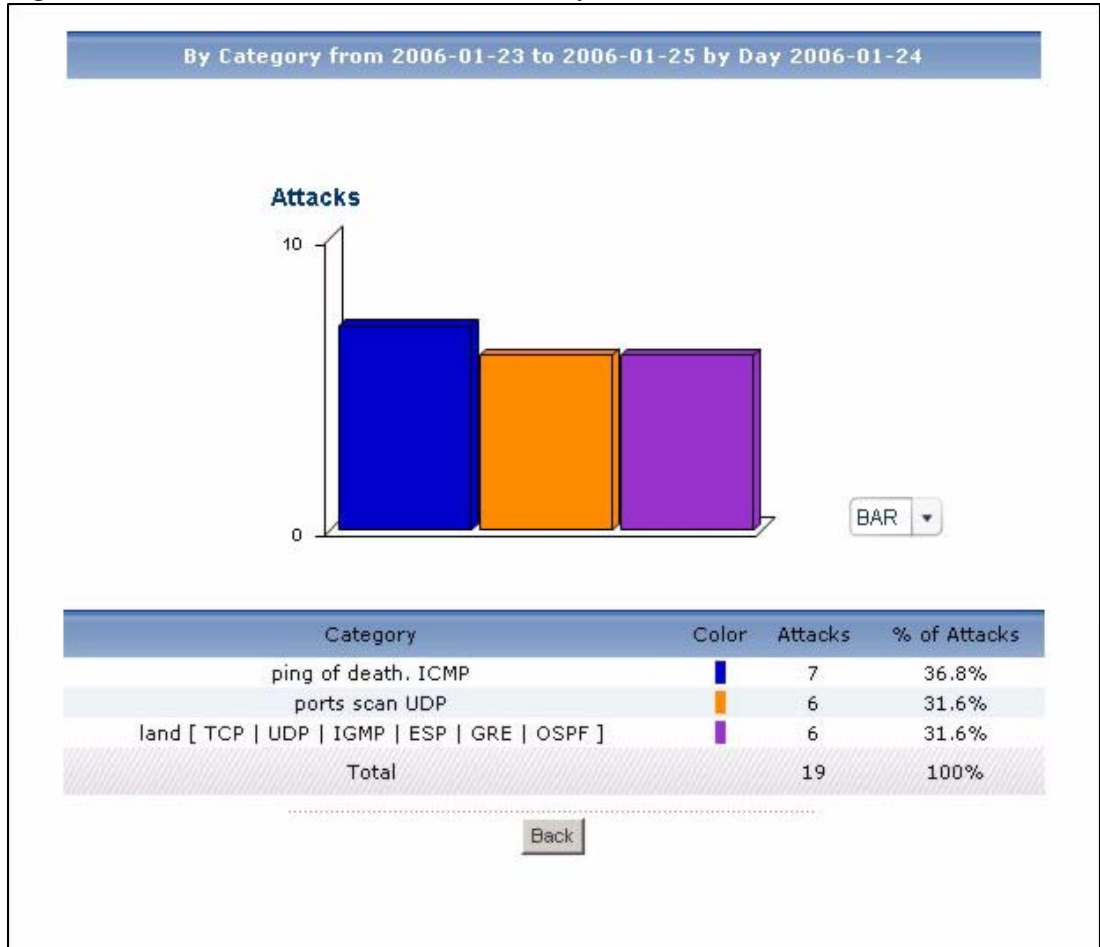 By Category from 2006-01-23 to 2006-01-25 by Day 2006-01-24
Attacks
10
0
BAR
Category Color Attacks % of Attacks
ping of death. ICMP 7 36.8%
ports scan UDP 6 31.6%
land [ TCP | UDP | IGMP | ESP | GRE | OSPF ] 6 31.6%
Total 19 100%
Back